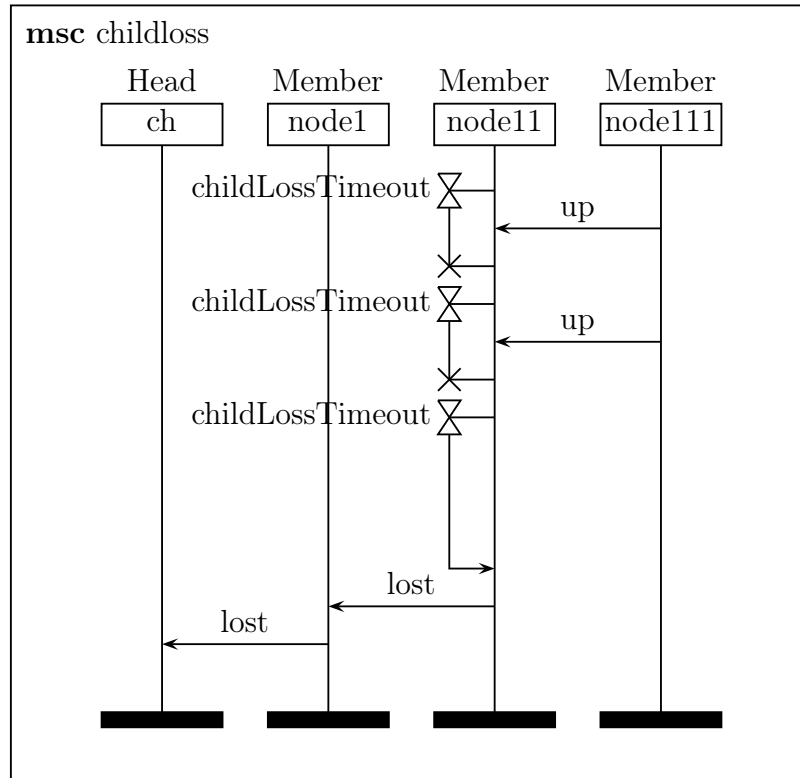 msc childloss
Head Member Member Member
ch node1 node11 node111
childLossTimeout
up
childLossTimeout
up
childLossTimeout
lost
lost